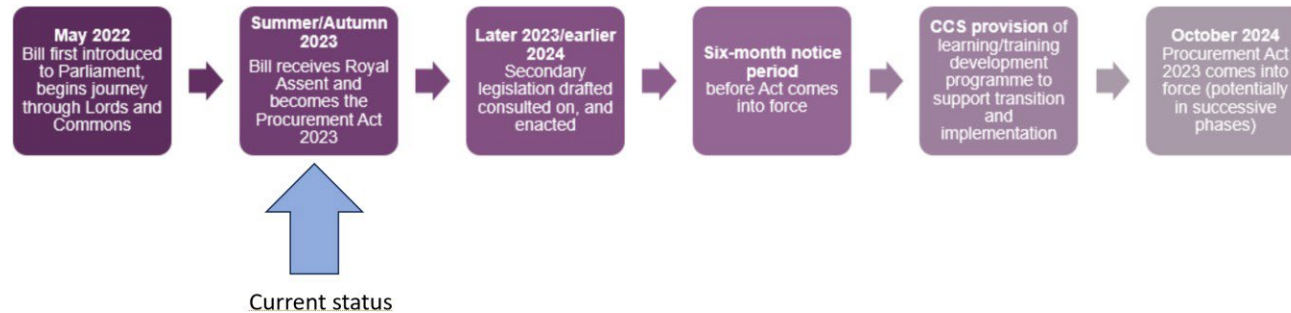 May 2022
Bill first introduced
to Parliament,
begins journey
through Lords and
Commons
Summer/Autumn
2023
Bill receives Royal
Assent and
becomes the
Procurement Act
2023
Later 2023/earlier
2024
Secondary
legislation drafted
consulted on, and
enacted
Six-month notice
period
before Act comes
into force
CCS provision of
learning/training
development
programme to
support transition
and
implementation
October 2024
Procurement Act
2023 comes into
force (potentially
in successive
phases)
Current status